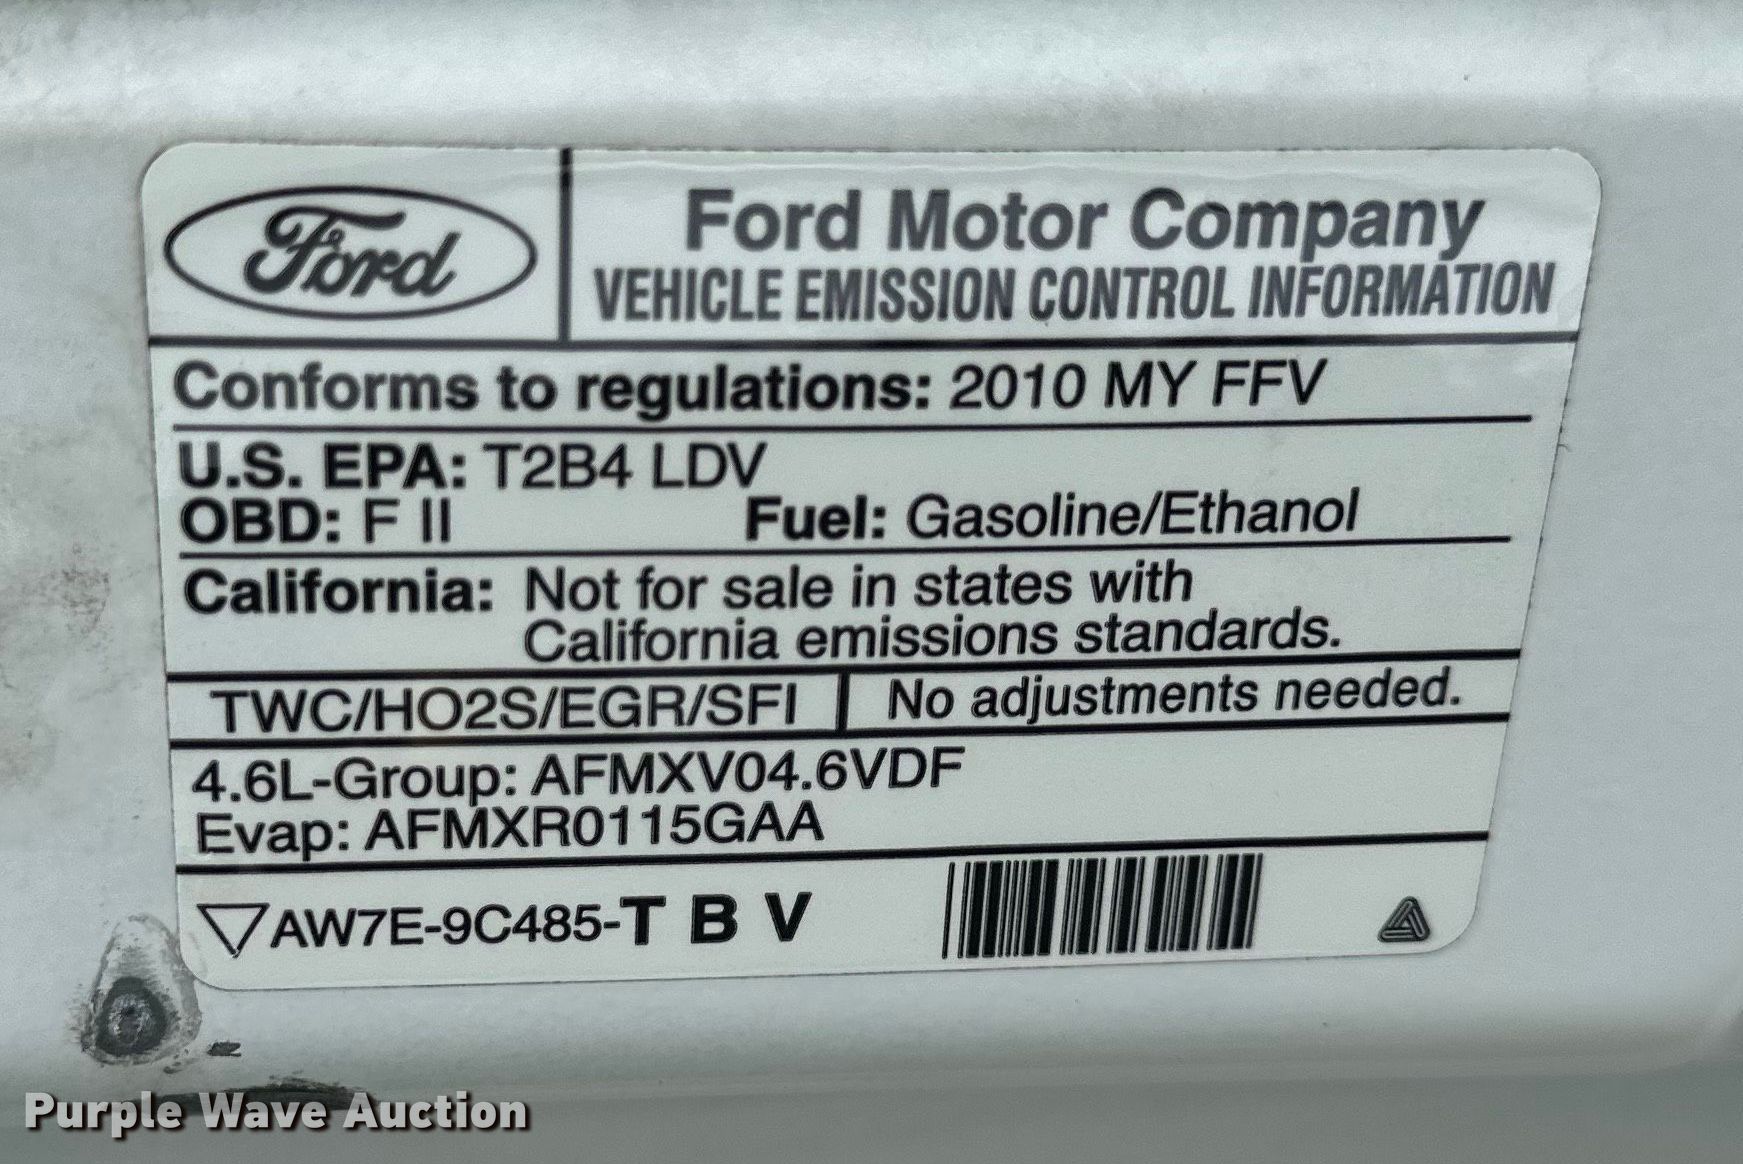 Ford
Ford Motor Company
VEHICLE EMISSION CONTROL INFORMATION
Conforms to regulations: 2010 MY FFV
U.S. EPA: T2B4 LDV
OBD: F II Fuel: Gasoline/Ethanol
California: Not for sale in states with
California emissions standards.
TWC/HO2S/EGR/SFI No adjustments needed.
4.6L-Group: AFMXV04.6VDF
Evap: AFMXR0115GAA
AW7E-9C485-T B V
Purple Wave Auction